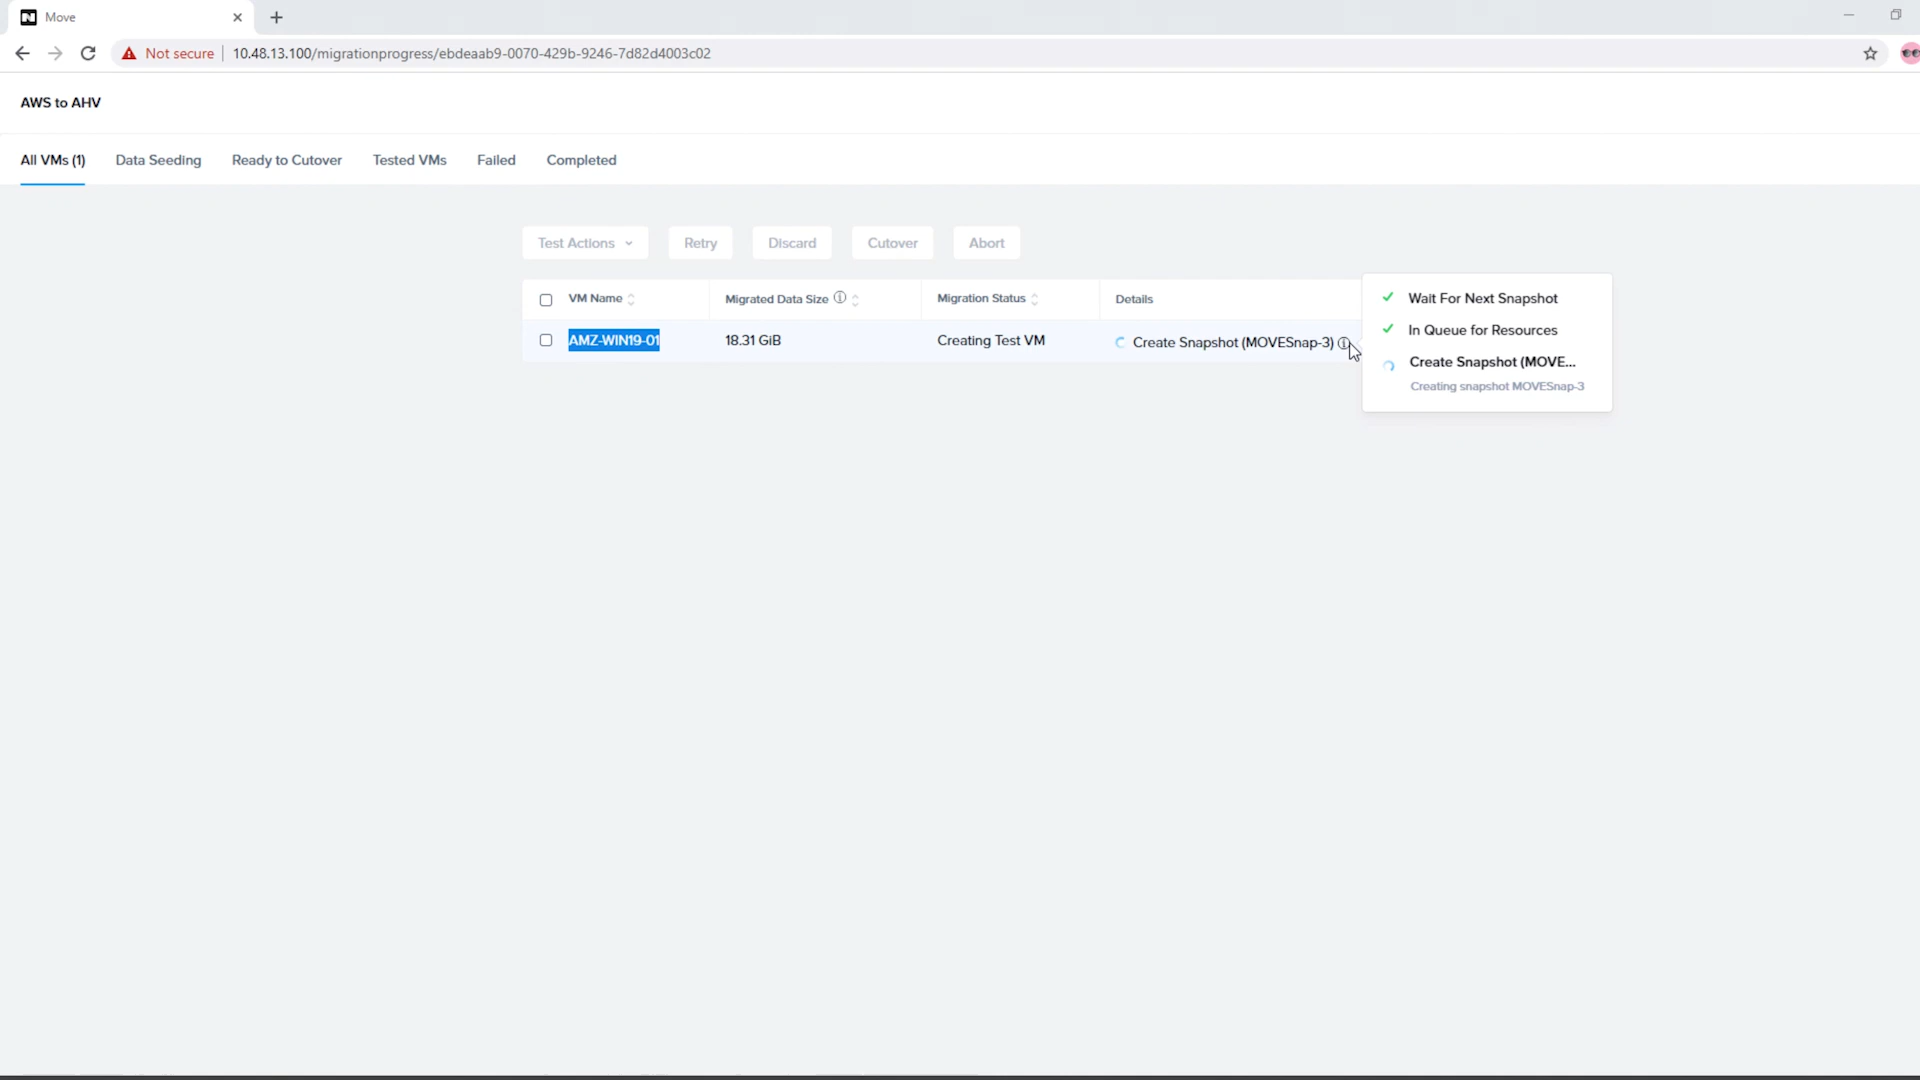 Move
Not secure
10.48.13.100/migrationprogress/ebdeaab9-0070-429b-9246-7d82d4003c02
AWS to AHV
All VMs (1) Data Seeding Ready to Cutover Tested VMs Failed Completed
Test Actions Retry Discard Cutover Abort
VM Name Migrated Data Size Migration Status Details
AMZ-WIN19-01 18.31 GiB Creating Test VM Create Snapshot (MOVESnap-3)
Wait For Next Snapshot
In Queue for Resources
Create Snapshot (MOVE...
Creating snapshot MOVESnap-3